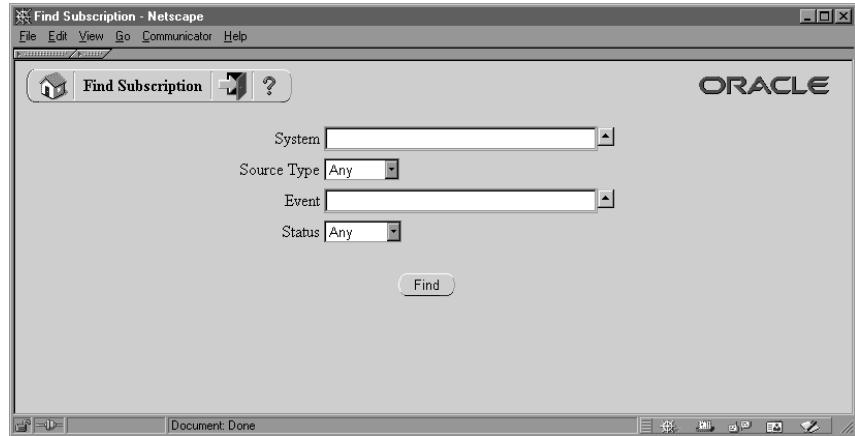 Find Subscription - Netscape
File Edit View Go Communicator Help
Find Subscription ?
ORACLE
System
Source Type Any
Event
Status Any
Find
Document: Done